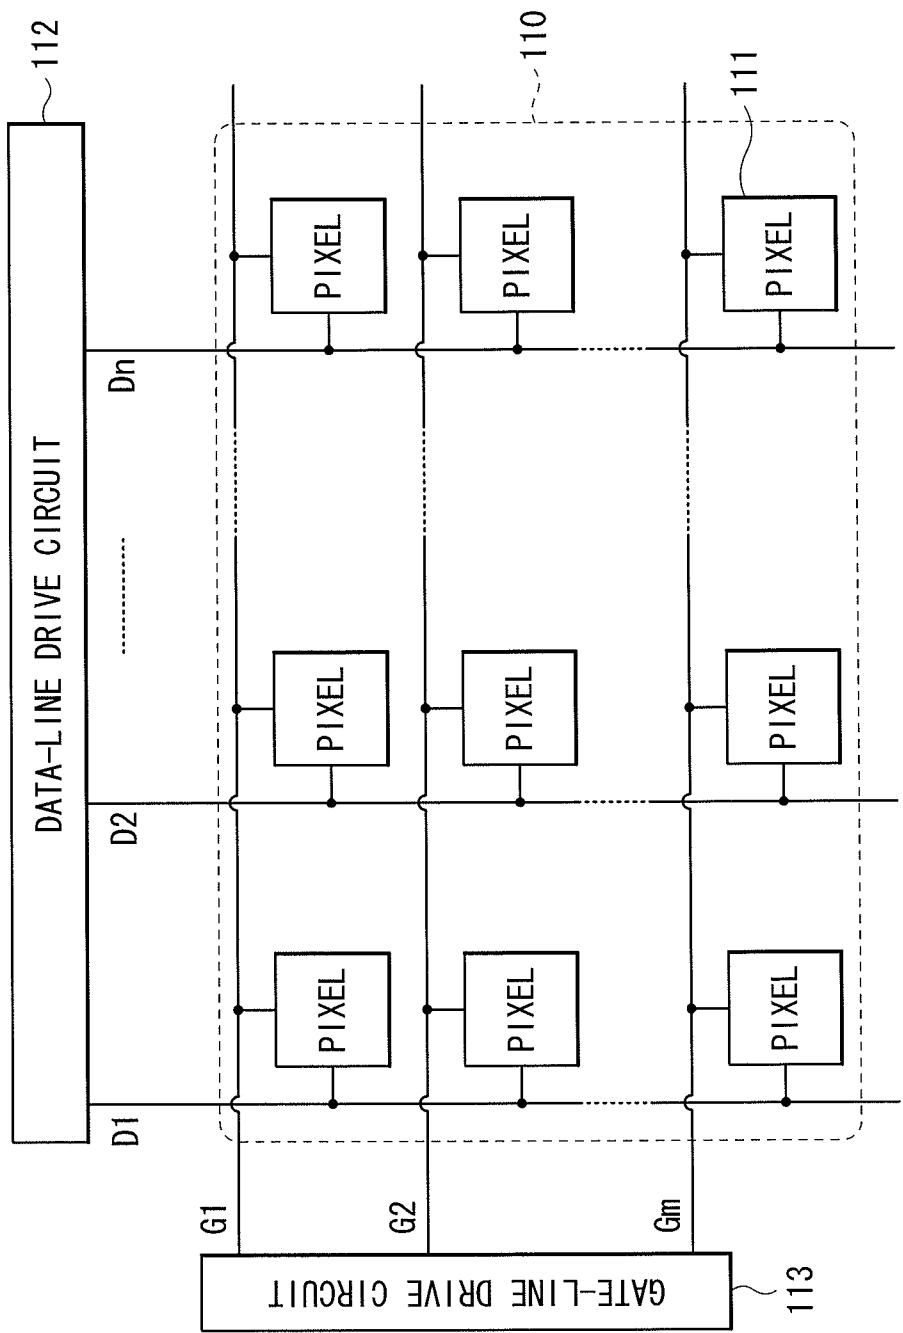 112
DATA-LINE DRIVE CIRCUIT
D1
D2
Dn
110
G1
PIXEL
PIXEL
PIXEL
G2
PIXEL
PIXEL
PIXEL
111
Gm
PIXEL
PIXEL
PIXEL
GATE-LINE DRIVE CIRCUIT
113